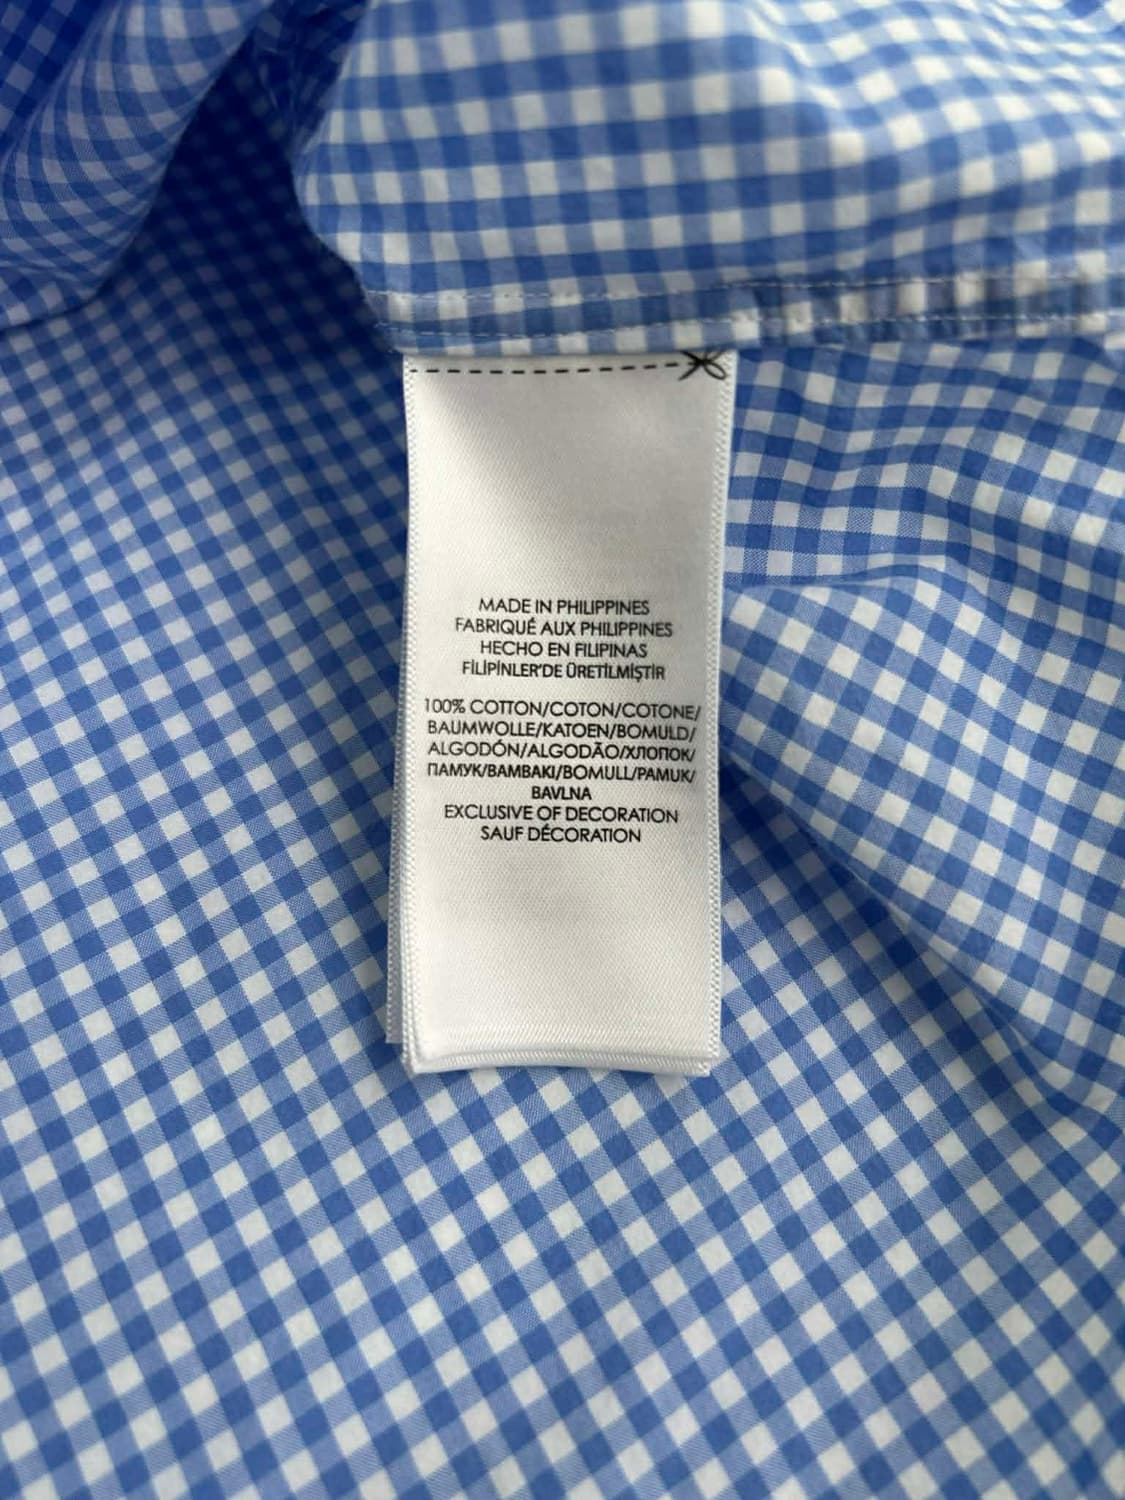 MADE IN PHILIPPINES
FABRIQUÉ AUX PHILIPPINES
HECHO EN FILIPINAS
FİLİPİNLER'DE ÜRETİLMİŞTİR
100% COTTON/COTON/COTONE/
BAUMWOLLE/KATOEN/BOMULD/
ALGODÓN/ALGODÃO/ХЛОПОК/
ПАМУК/ΒΑΜΒΑΚΙ/BOMULL/PAMUK/
BAVLNA
EXCLUSIVE OF DECORATION
SAUF DÉCORATION